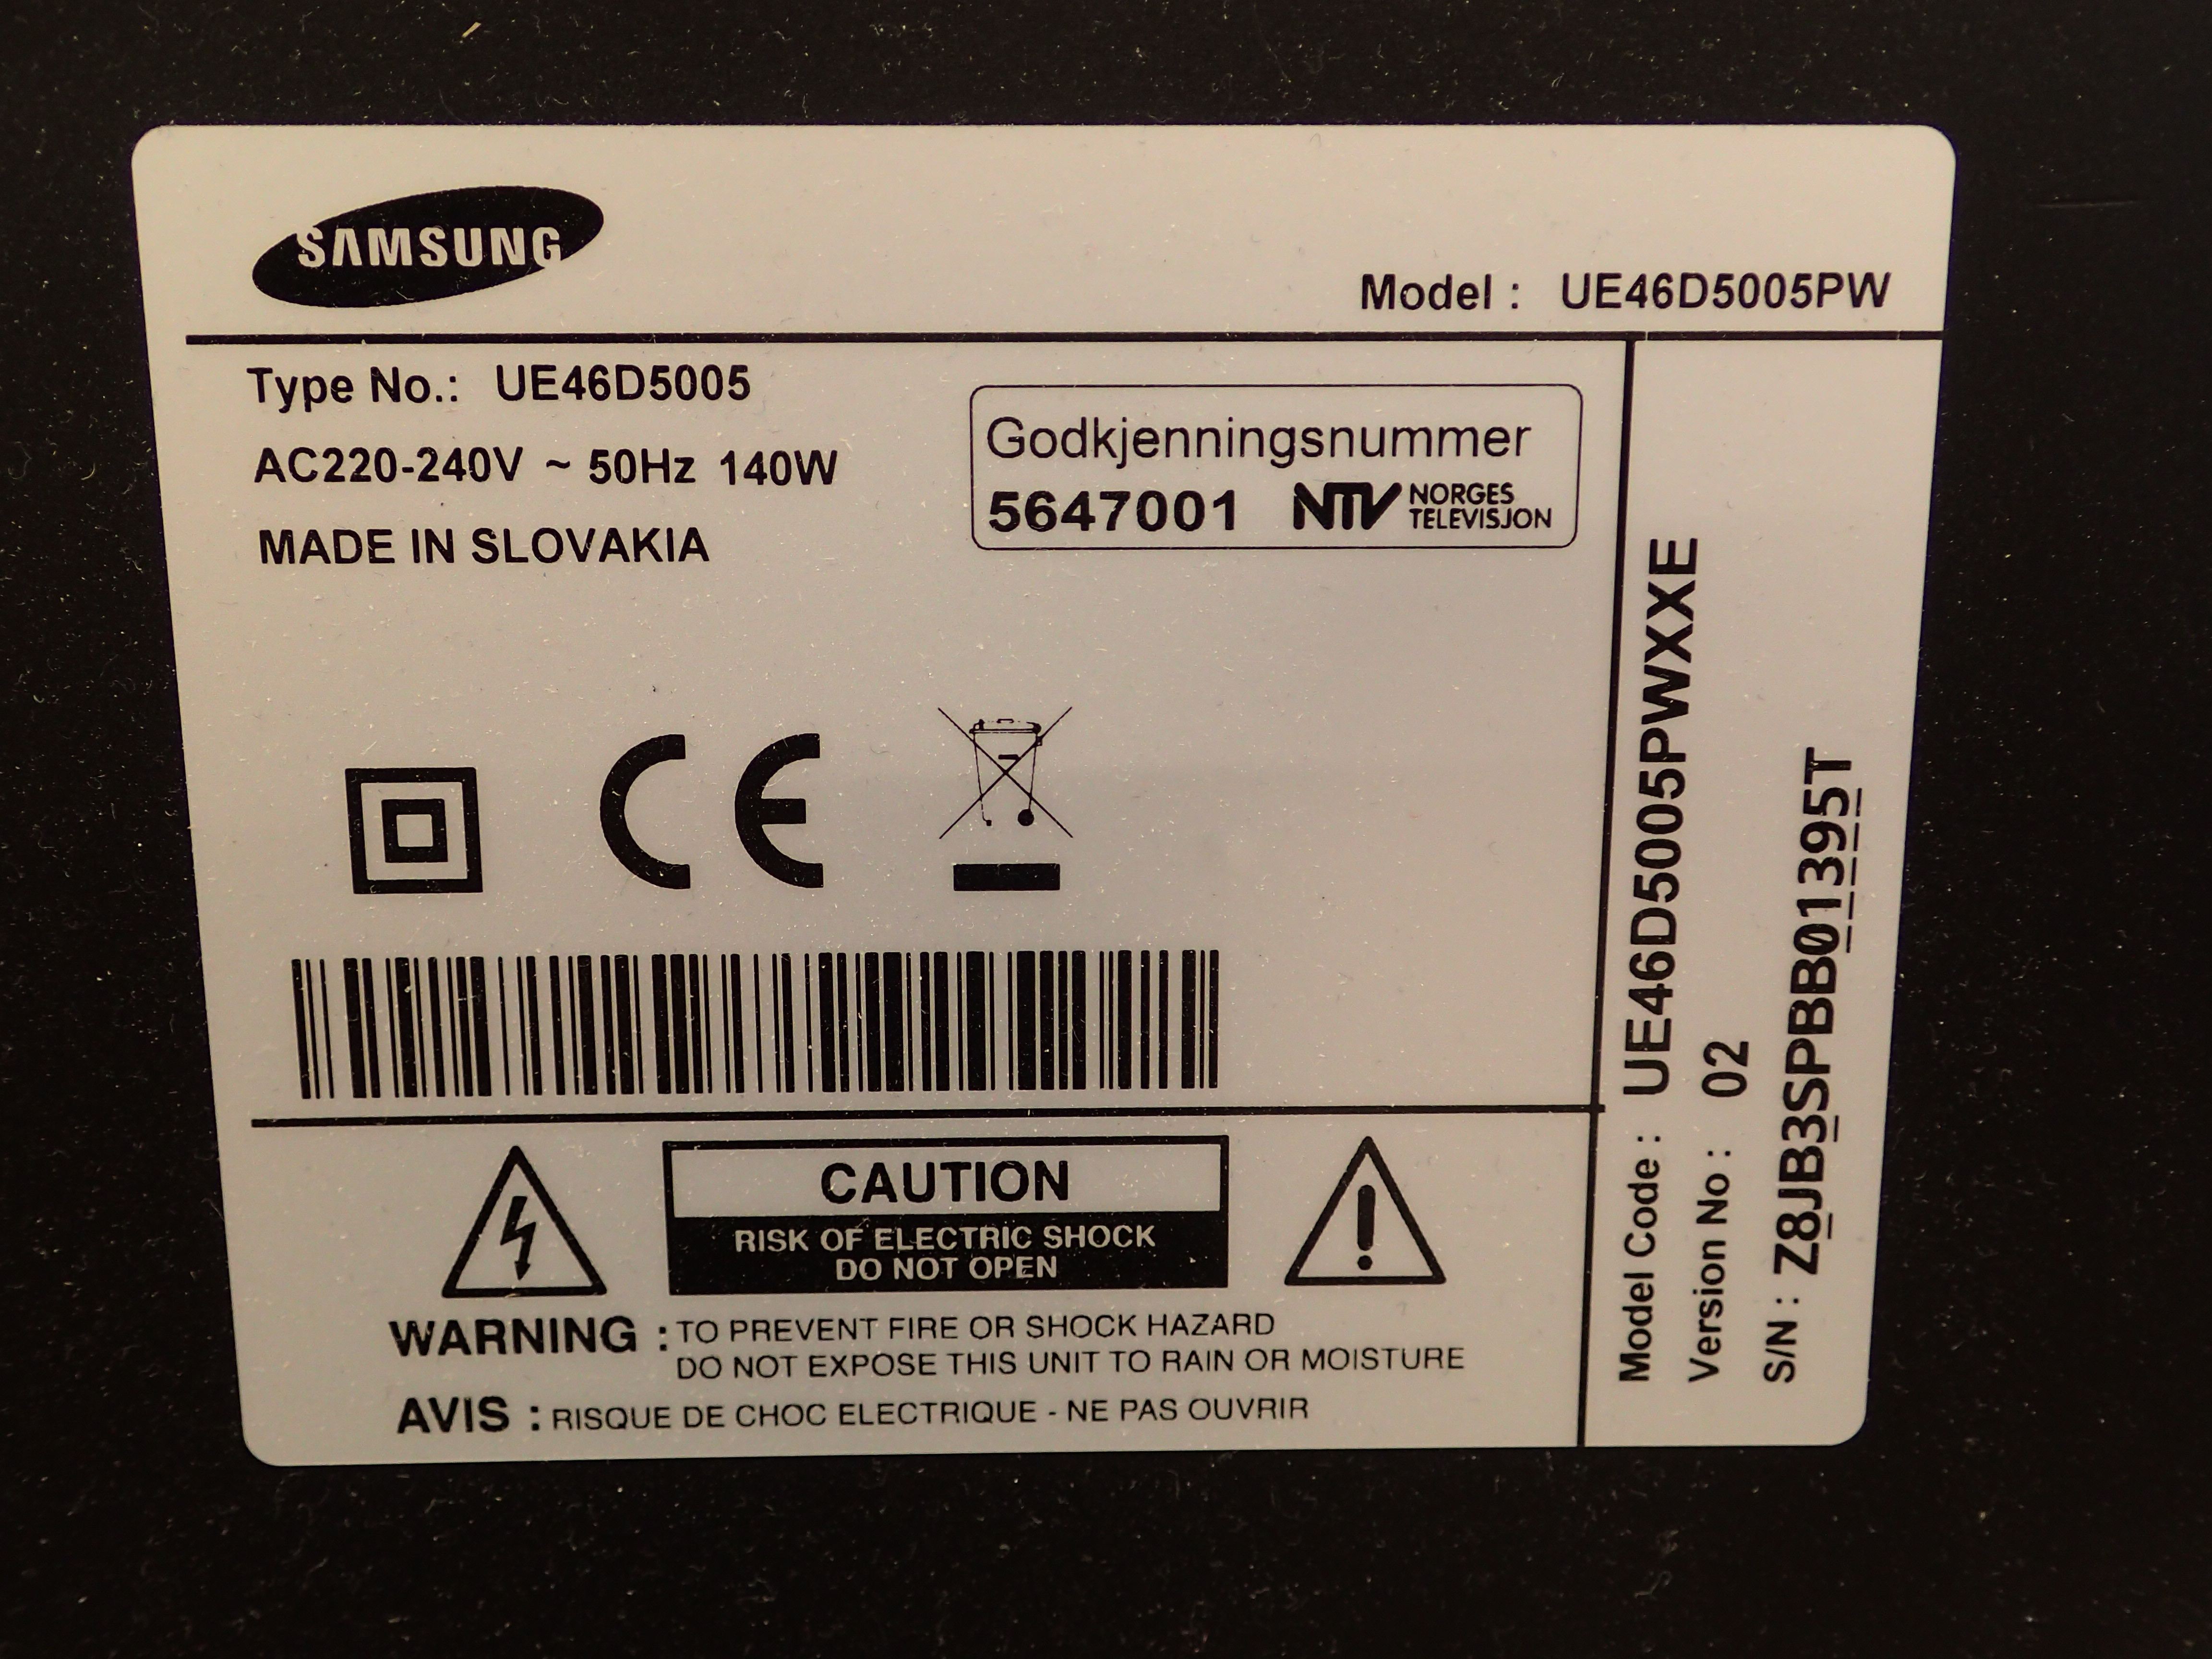 SAMSUNG
Model : UE46D5005PW
Type No.: UE46D5005
AC220-240V ~ 50Hz 140W
MADE IN SLOVAKIA
Godkjenningsnummer
5647001 NTV NORGES
TELEVISJON
CE
CAUTION
RISK OF ELECTRIC SHOCK
DO NOT OPEN
WARNING : TO PREVENT FIRE OR SHOCK HAZARD
DO NOT EXPOSE THIS UNIT TO RAIN OR MOISTURE
AVIS : RISQUE DE CHOC ELECTRIQUE - NE PAS OUVRIR
Model Code : UE46D5005PWXXE
Version No : 02
S/N : Z8JB3SPBB01395T